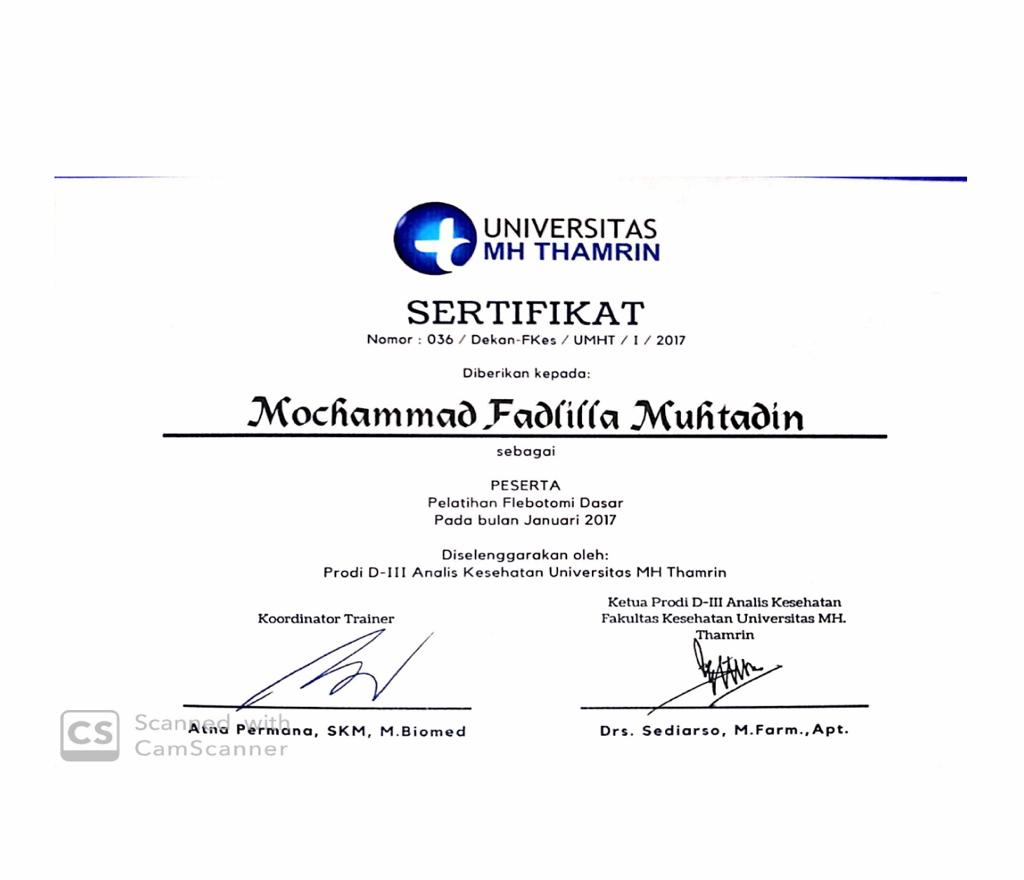 UNIVERSITAS
MH THAMRIN
SERTIFIKAT
Nomor : 036 / Dekan-FKes / UMHT / I / 2017
Diberikan kepada:
Mochammad Fadlilla Muhtadin
sebagai
PESERTA
Pelatihan Flebotomi Dasar
Pada bulan Januari 2017
Diselenggarakan oleh:
Prodi D-III Analis Kesehatan Universitas MH Thamrin
Koordinator Trainer
Atna Permana, SKM, M.Biomed
Ketua Prodi D-III Analis Kesehatan
Fakultas Kesehatan Universitas MH.
Thamrin
Drs. Sediarso, M.Farm.,Apt.
CS
Scanned with
CamScanner